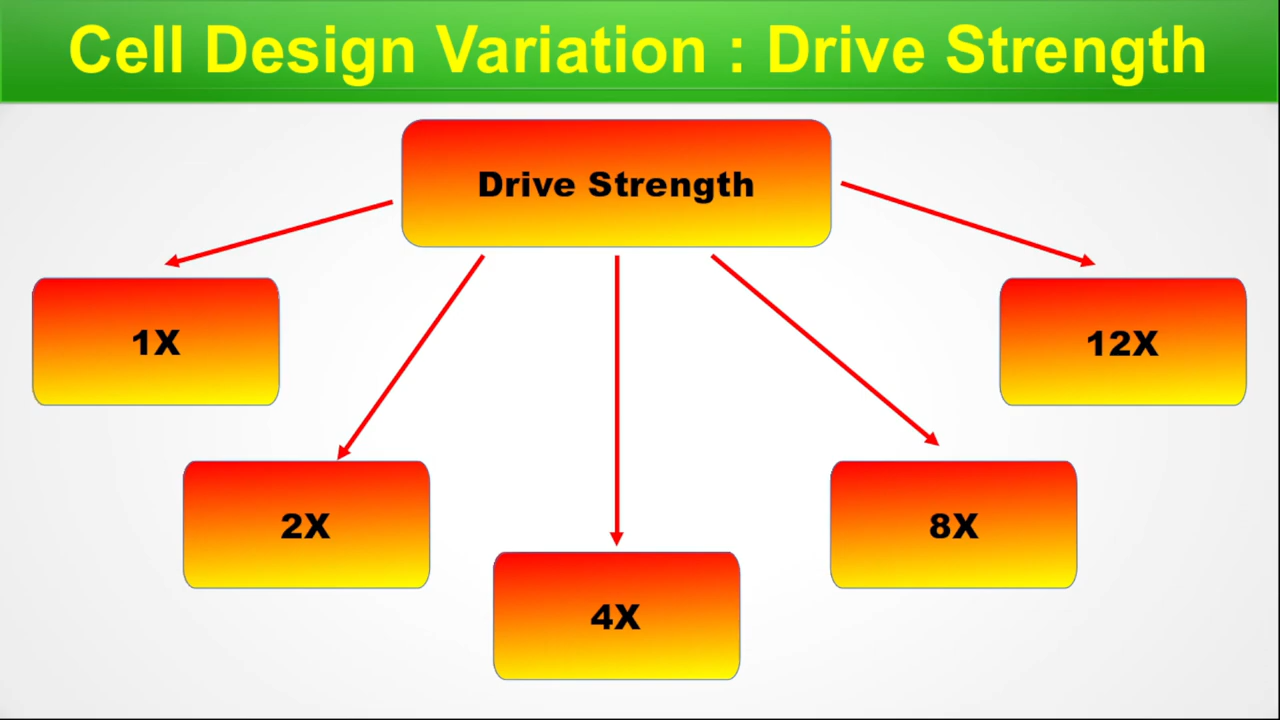 Cell Design Variation : Drive Strength
Drive Strength
1X
12X
2X
8X
4X